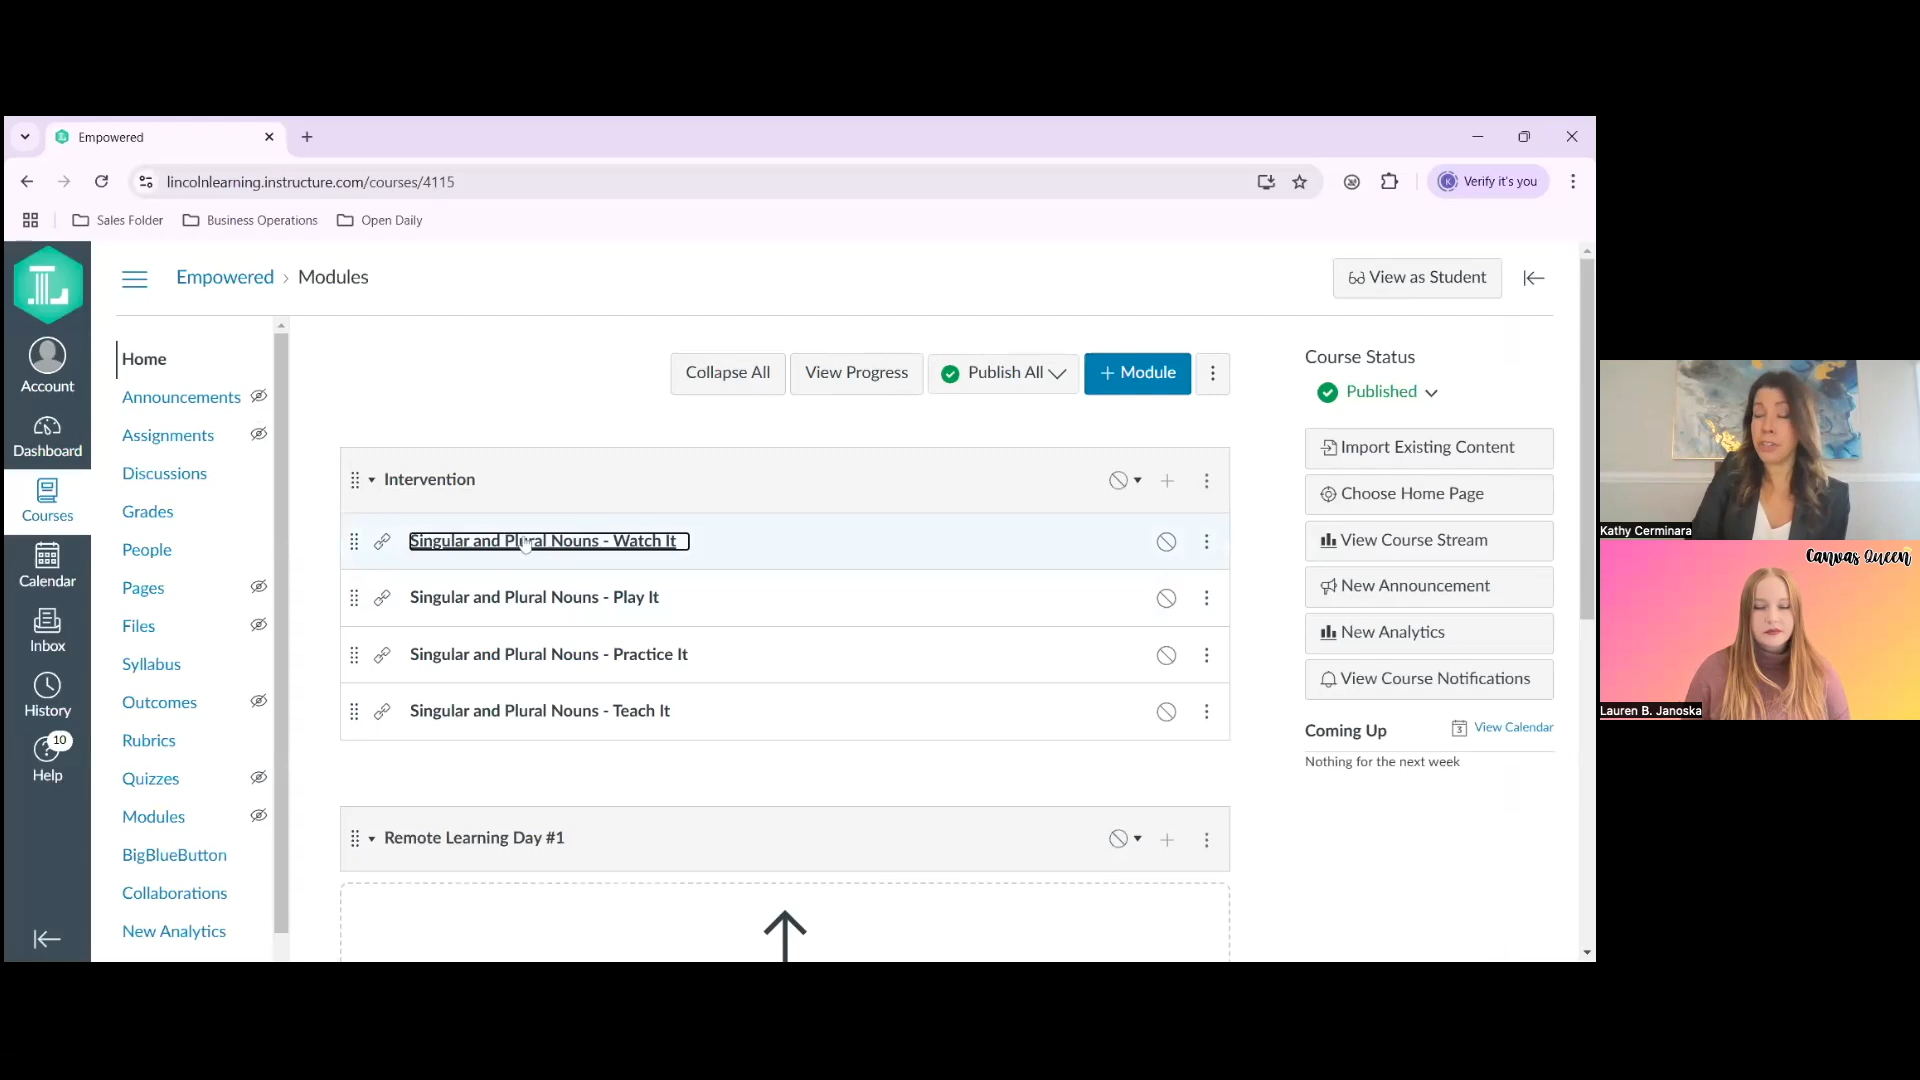 Empowered
lincolnlearning.instructure.com/courses/4115
Verify it's you
Sales Folder
Business Operations
Open Daily
L
Account
Dashboard
Courses
Calendar
Inbox
History
10
Help
Empowered › Modules
View as Student
Home
Announcements
Assignments
Discussions
Grades
People
Pages
Files
Syllabus
Outcomes
Rubrics
Quizzes
Modules
BigBlueButton
Collaborations
New Analytics
Collapse All
View Progress
Publish All
+ Module
Intervention
Singular and Plural Nouns - Watch It
Singular and Plural Nouns - Play It
Singular and Plural Nouns - Practice It
Singular and Plural Nouns - Teach It
Remote Learning Day #1
Course Status
Published
Import Existing Content
Choose Home Page
View Course Stream
New Announcement
New Analytics
View Course Notifications
Coming Up
3 View Calendar
Nothing for the next week
Kathy Cerminara
Canvas Queen
Lauren B. Janoska